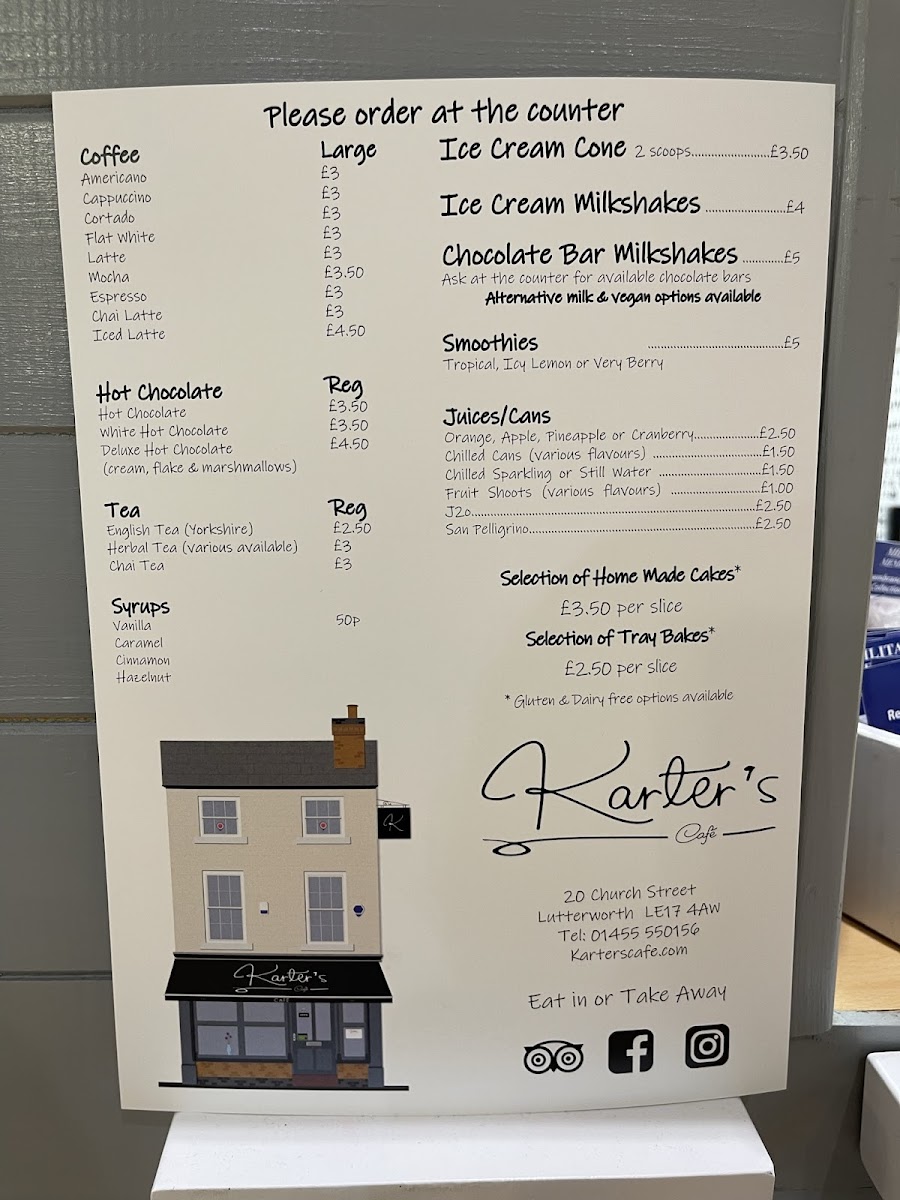 Please order at the counter
Coffee Large
Americano £3
Cappuccino £3
Cortado £3
Flat White £3
Latte £3
Mocha £3.50
Espresso £3
Chai Latte £3
Iced Latte £4.50
Hot Chocolate Reg
Hot Chocolate £3.50
White Hot Chocolate £3.50
Deluxe Hot Chocolate £4.50
(cream, flake & marshmallows)
Tea Reg
English Tea (Yorkshire) £2.50
Herbal Tea (various available) £3
Chai Tea £3
Syrups
Vanilla 50p
Caramel
Cinnamon
Hazelnut
Ice Cream Cone 2 scoops.......................£3.50
Ice Cream Milkshakes.......................£4
Chocolate Bar Milkshakes............£5
Ask at the counter for available chocolate bars
Alternative milk & vegan options available
Smoothies .......................................£5
Tropical, Icy Lemon or Very Berry
Juices/Cans
Orange, Apple, Pineapple or Cranberry...................£2.50
Chilled Cans (various flavours) ................................£1.50
Chilled Sparkling or Still Water ..............................£1.50
Fruit Shoots (various flavours) ...........................£1.00
J2o...............................................................................£2.50
San Pelligrino................................................................£2.50
Selection of Home Made Cakes*
£3.50 per slice
Selection of Tray Bakes*
£2.50 per slice
* Gluten & Dairy free options available
Karter's
Café
20 Church Street
Lutterworth LE17 4AW
Tel: 01455 550156
Karterscafe.com
Eat in or Take Away
K
Karter's
Café
CAFÉ
LITA
Re